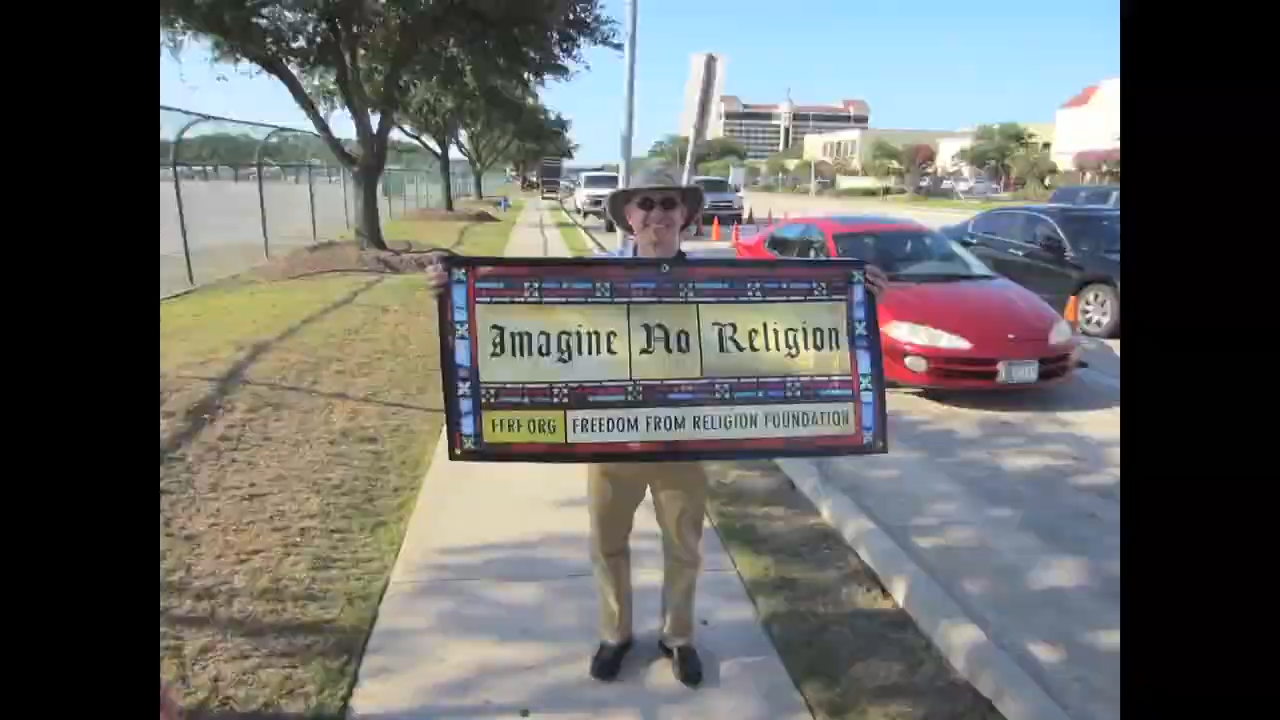 Imagine No Religion
FFRF.ORG FREEDOM FROM RELIGION FOUNDATION